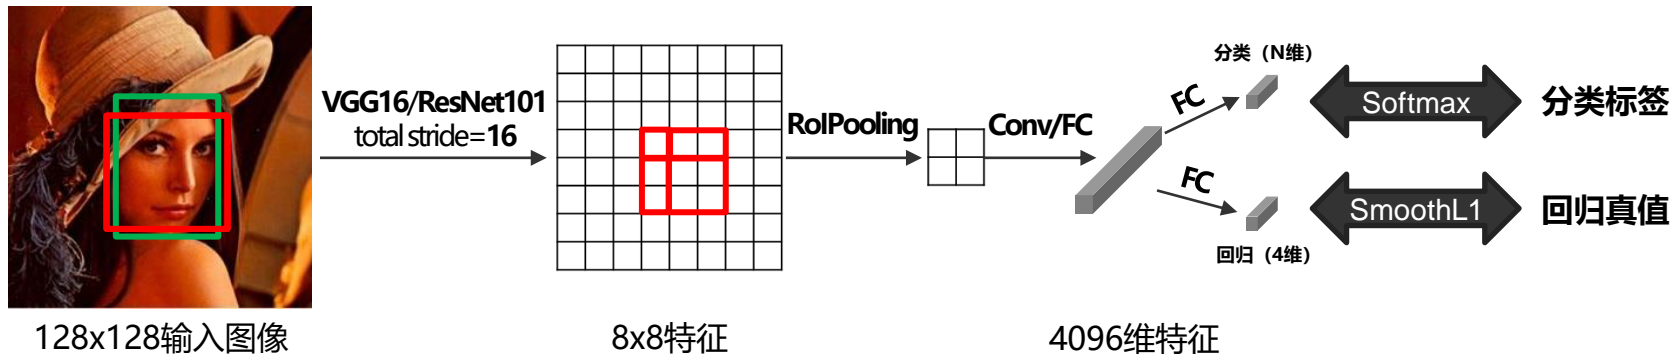 VGG16/ResNet101
total stride=16
RoIPooling
Conv/FC
FC
FC
分类（N维）
回归（4维）
Softmax
SmoothL1
分类标签
回归真值
128x128输入图像
8x8特征
4096维特征